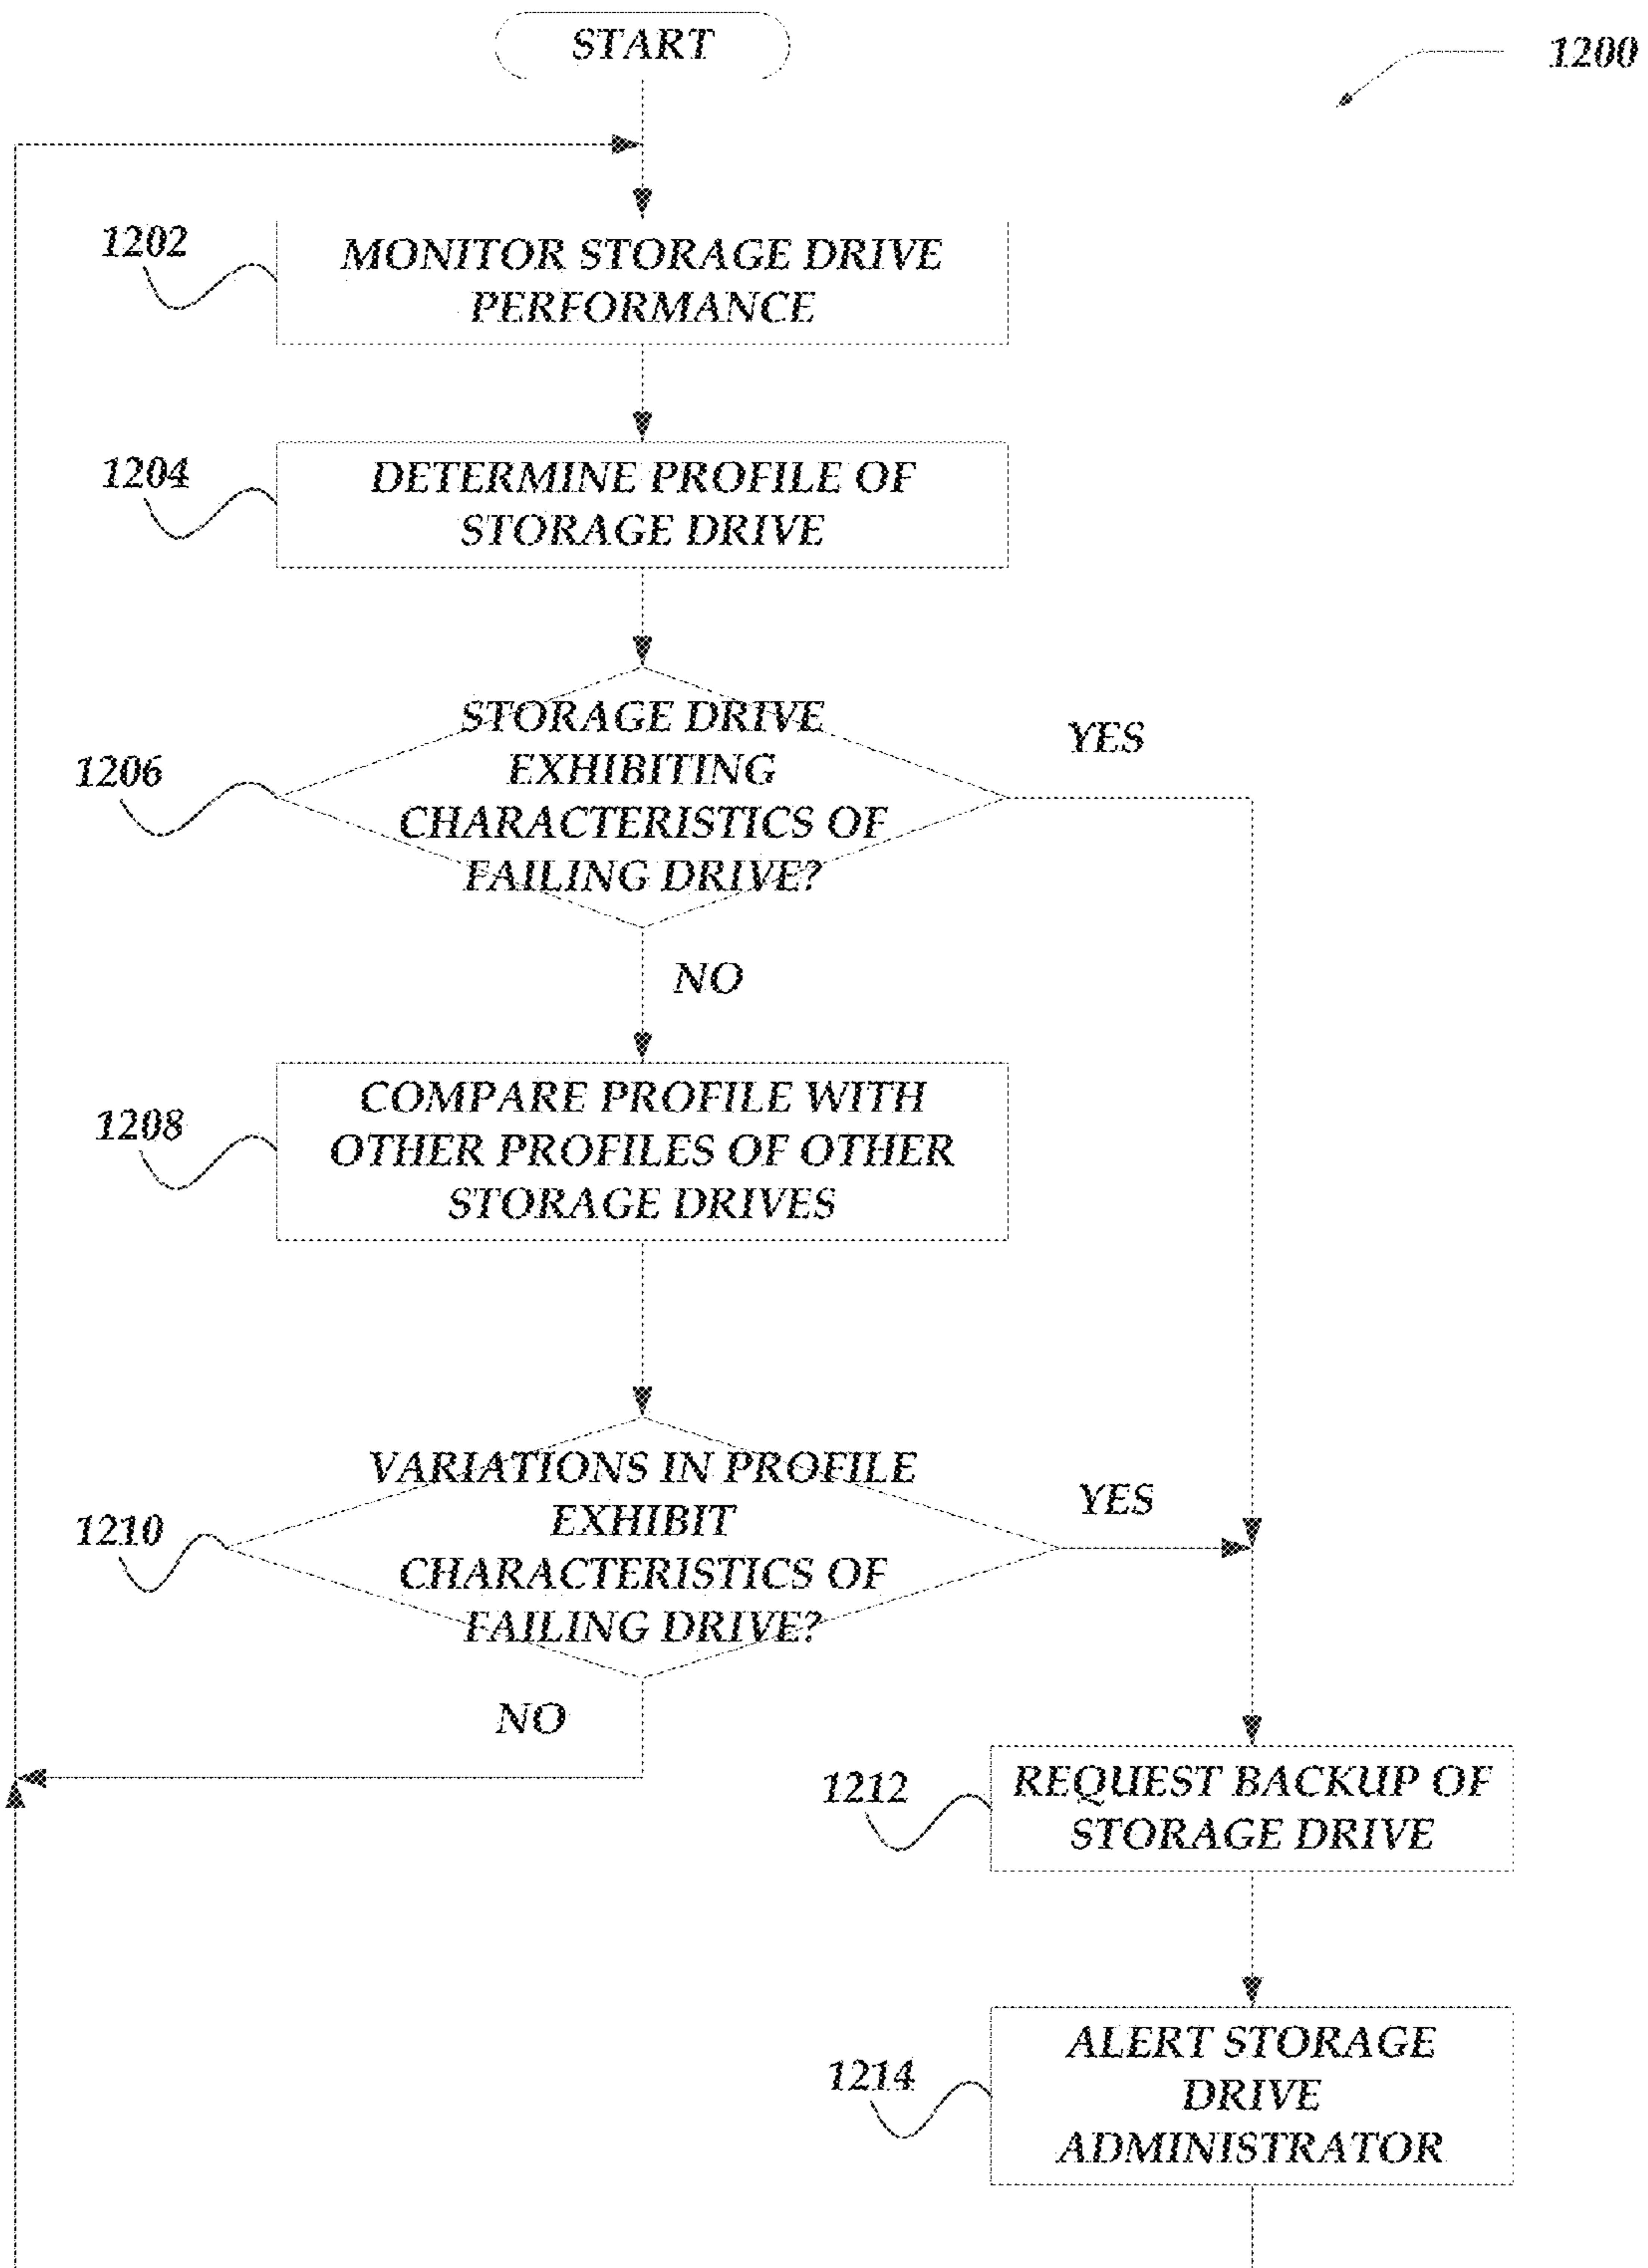 START
1200
1202
MONITOR STORAGE DRIVE
PERFORMANCE
1204
DETERMINE PROFILE OF
STORAGE DRIVE
1206
STORAGE DRIVE
EXHIBITING
CHARACTERISTICS OF
FAILING DRIVE?
YES
NO
1208
COMPARE PROFILE WITH
OTHER PROFILES OF OTHER
STORAGE DRIVES
1210
VARIATIONS IN PROFILE
EXHIBIT
CHARACTERISTICS OF
FAILING DRIVE?
YES
NO
1212
REQUEST BACKUP OF
STORAGE DRIVE
1214
ALERT STORAGE
DRIVE
ADMINISTRATOR